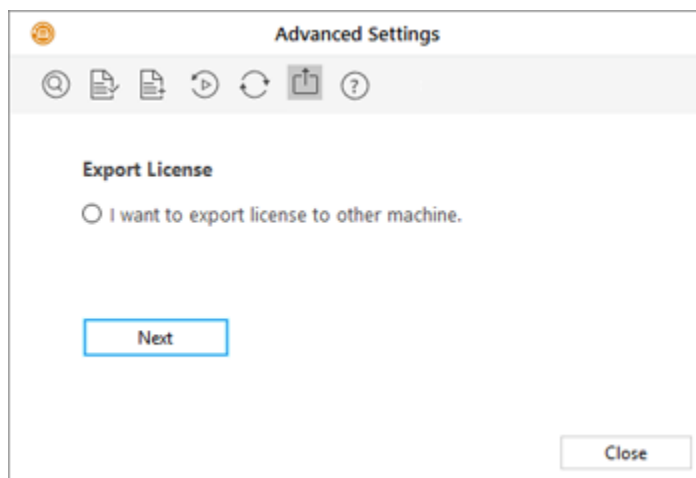 Advanced Settings
Export License
I want to export license to other machine.
Next
Close